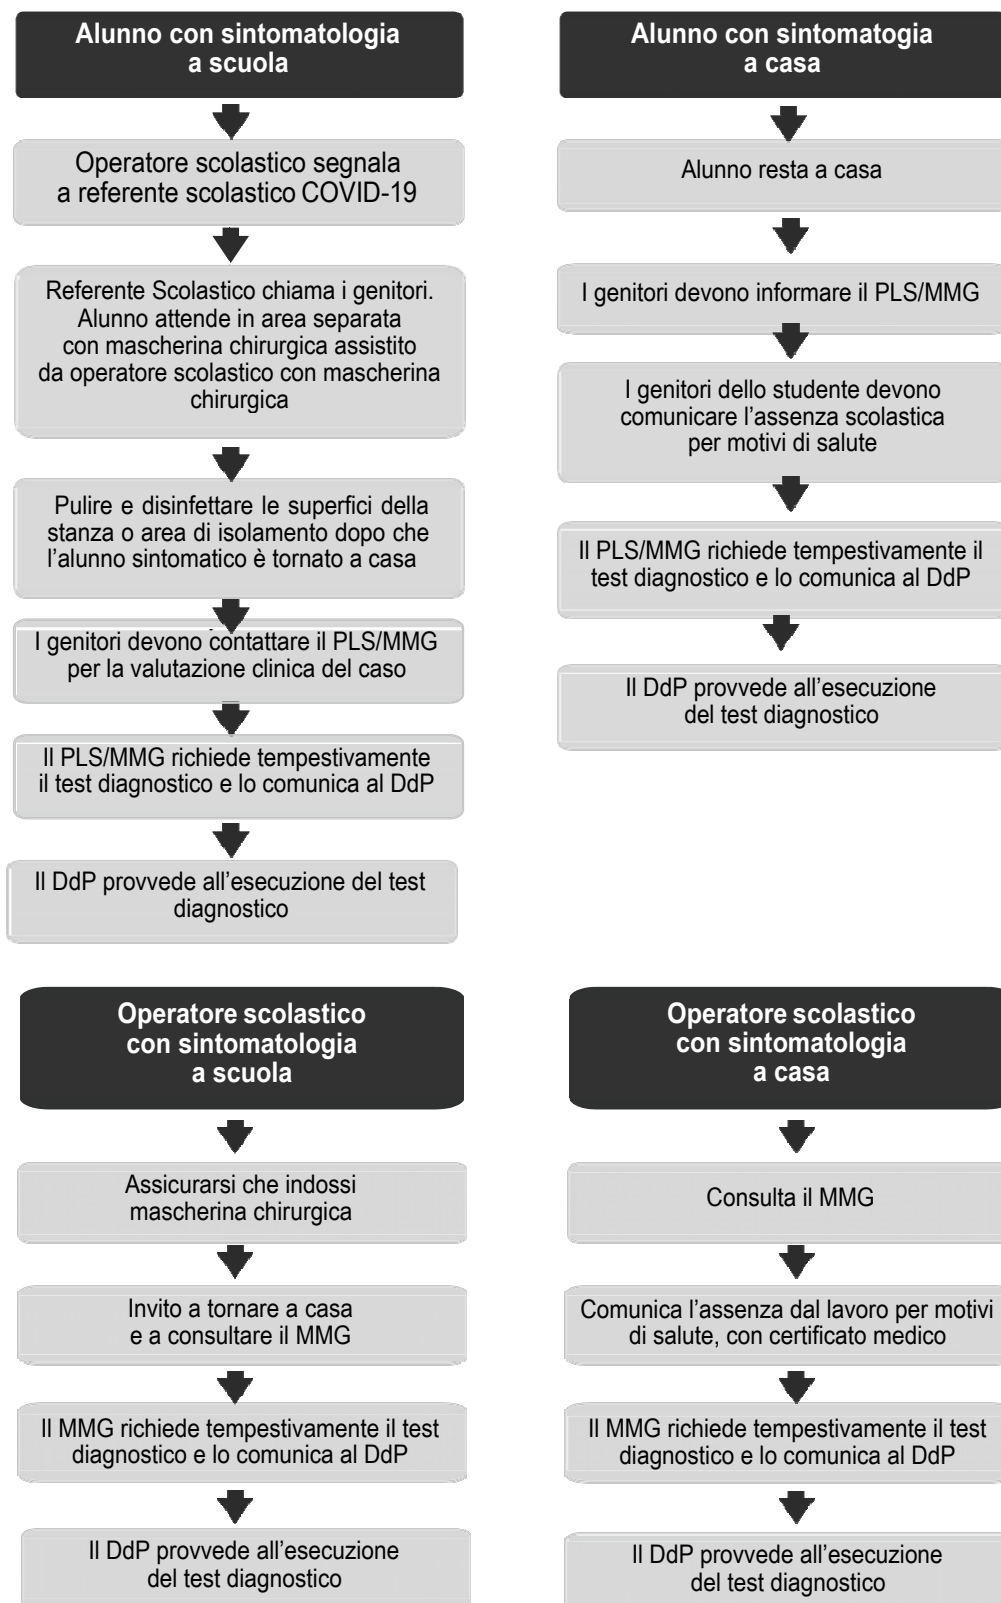 Alunno con sintomatologia
a scuola
Operatore scolastico segnala
a referente scolastico COVID-19
Referente Scolastico chiama i genitori.
Alunno attende in area separata
con mascherina chirurgica assistito
da operatore scolastico con mascherina
chirurgica
Pulire e disinfettare le superfici della
stanza o area di isolamento dopo che
l’alunno sintomatico è tornato a casa
I genitori devono contattare il PLS/MMG
per la valutazione clinica del caso
Il PLS/MMG richiede tempestivamente
il test diagnostico e lo comunica al DdP
Il DdP provvede all’esecuzione del test
diagnostico
Alunno con sintomatogia
a casa
Alunno resta a casa
I genitori devono informare il PLS/MMG
I genitori dello studente devono
comunicare l’assenza scolastica
per motivi di salute
Il PLS/MMG richiede tempestivamente il
test diagnostico e lo comunica al DdP
Il DdP provvede all’esecuzione
del test diagnostico
Operatore scolastico
con sintomatologia
a scuola
Assicurarsi che indossi
mascherina chirurgica
Invito a tornare a casa
e a consultare il MMG
Il MMG richiede tempestivamente il test
diagnostico e lo comunica al DdP
Il DdP provvede all’esecuzione
del test diagnostico
Operatore scolastico
con sintomatologia
a casa
Consulta il MMG
Comunica l’assenza dal lavoro per motivi
di salute, con certificato medico
Il MMG richiede tempestivamente il test
diagnostico e lo comunica al DdP
Il DdP provvede all’esecuzione
del test diagnostico